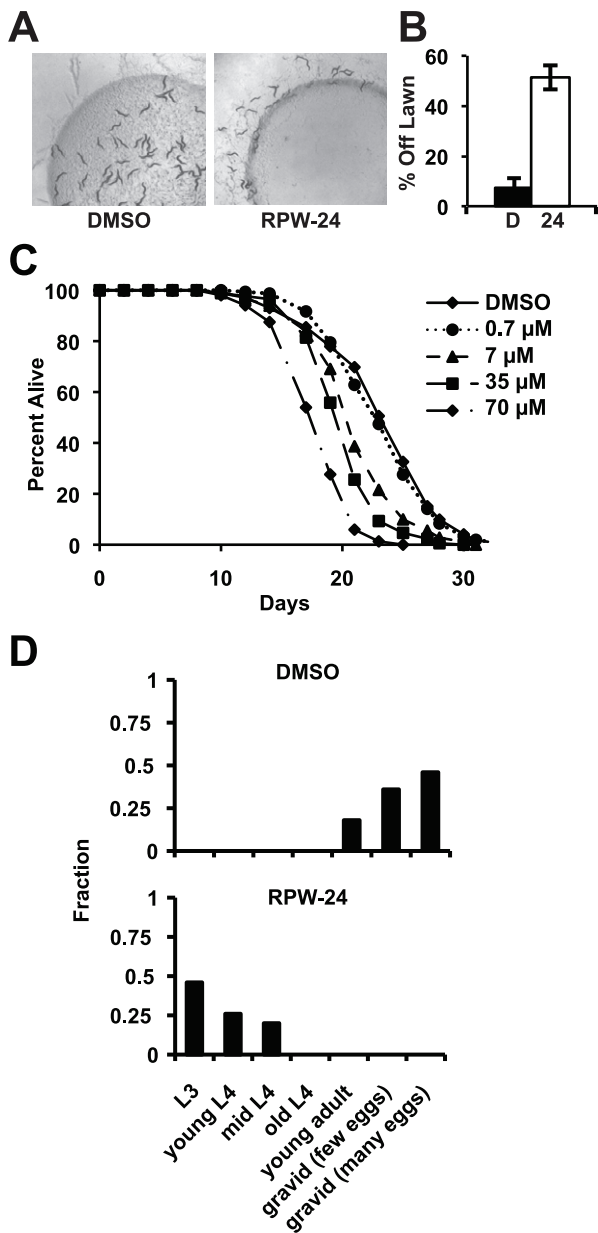 A
B
DMSO
RPW-24
% Off Lawn
60
40
20
0
D 24
C
Percent Alive
100
80
60
40
20
0
0 10 20 30
Days
DMSO
0.7 µM
7 µM
35 µM
70 µM
D
Fraction
DMSO
1
0.75
0.5
0.25
0
RPW-24
1
0.75
0.5
0.25
0
L3
young L4
mid L4
old L4
young adult
gravid (few eggs)
gravid (many eggs)